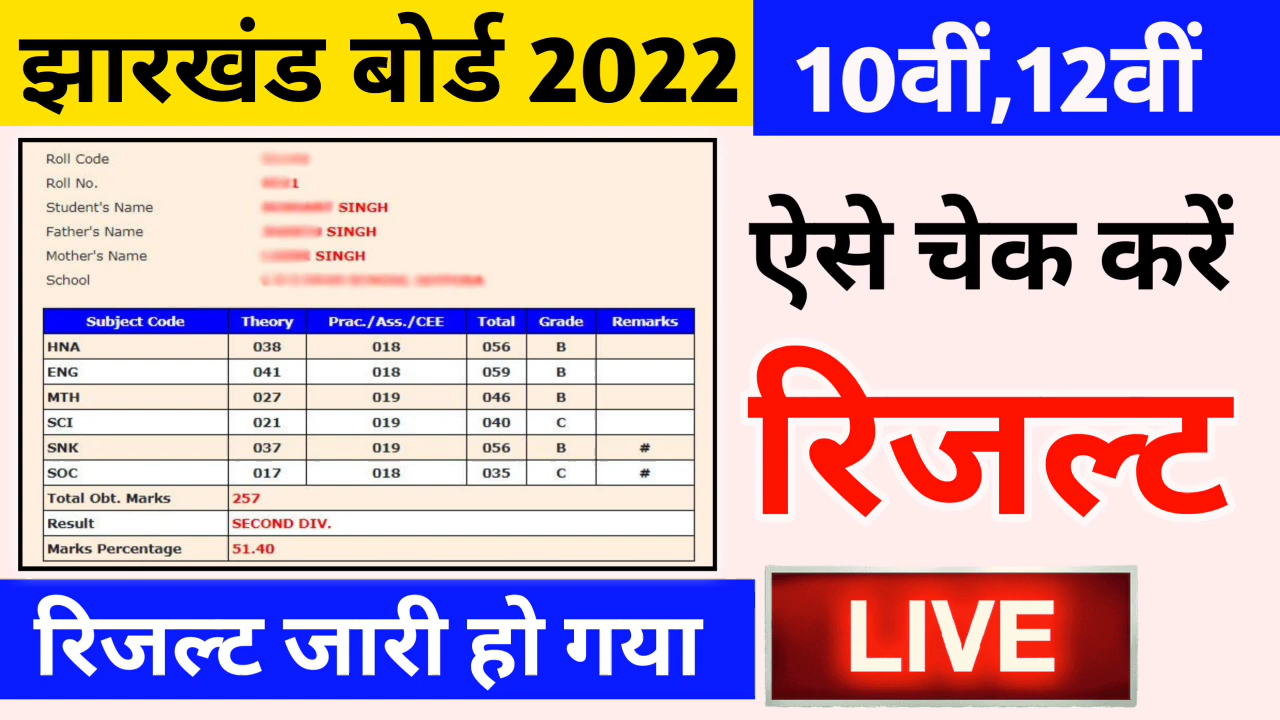 झारखंड बोर्ड 2022
10वीं,12वीं
Roll Code
Roll No. 1
Student's Name SINGH
Father's Name SINGH
Mother's Name SINGH
School
Subject Code Theory Prac./Ass./CEE Total Grade Remarks
HNA 038 018 056 B
ENG 041 018 059 B
MTH 027 019 046 B
SCI 021 019 040 C
SNK 037 019 056 B #
SOC 017 018 035 C #
Total Obt. Marks 257
Result SECOND DIV.
Marks Percentage 51.40
ऐसे चेक करें
रिजल्ट
रिजल्ट जारी हो गया
LIVE